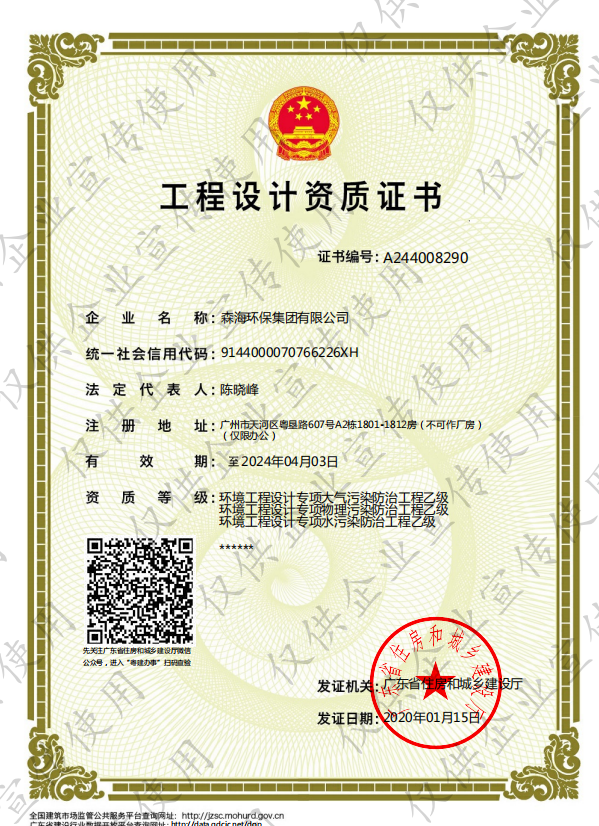 工程设计资质证书
证书编号：A244008290
企业名称：森海环保集团有限公司
统一社会信用代码：9144000070766226XH
法定代表人：陈晓峰
注册地址：广州市天河区粤垦路607号A2栋1801-1812房（不可作厂房）
（仅限办公）
有效期：至2024年04月03日
资质等级：环境工程设计专项大气污染防治工程乙级
环境工程设计专项物理污染防治工程乙级
环境工程设计专项水污染防治工程乙级
******
先关注广东省住房和城乡建设厅微信
公众号，进入“粤建办事”扫码查验
发证机关：广东省住房和城乡建设厅
发证日期：2020年01月15日
广东省住房和城乡建设厅
全国建筑市场监管公共服务平台查询网址：http://jzsc.mohurd.gov.cn
广东省建设行业数据开放平台查询网址：http://data.gdcic.net/dop
仅供企业宣传使用